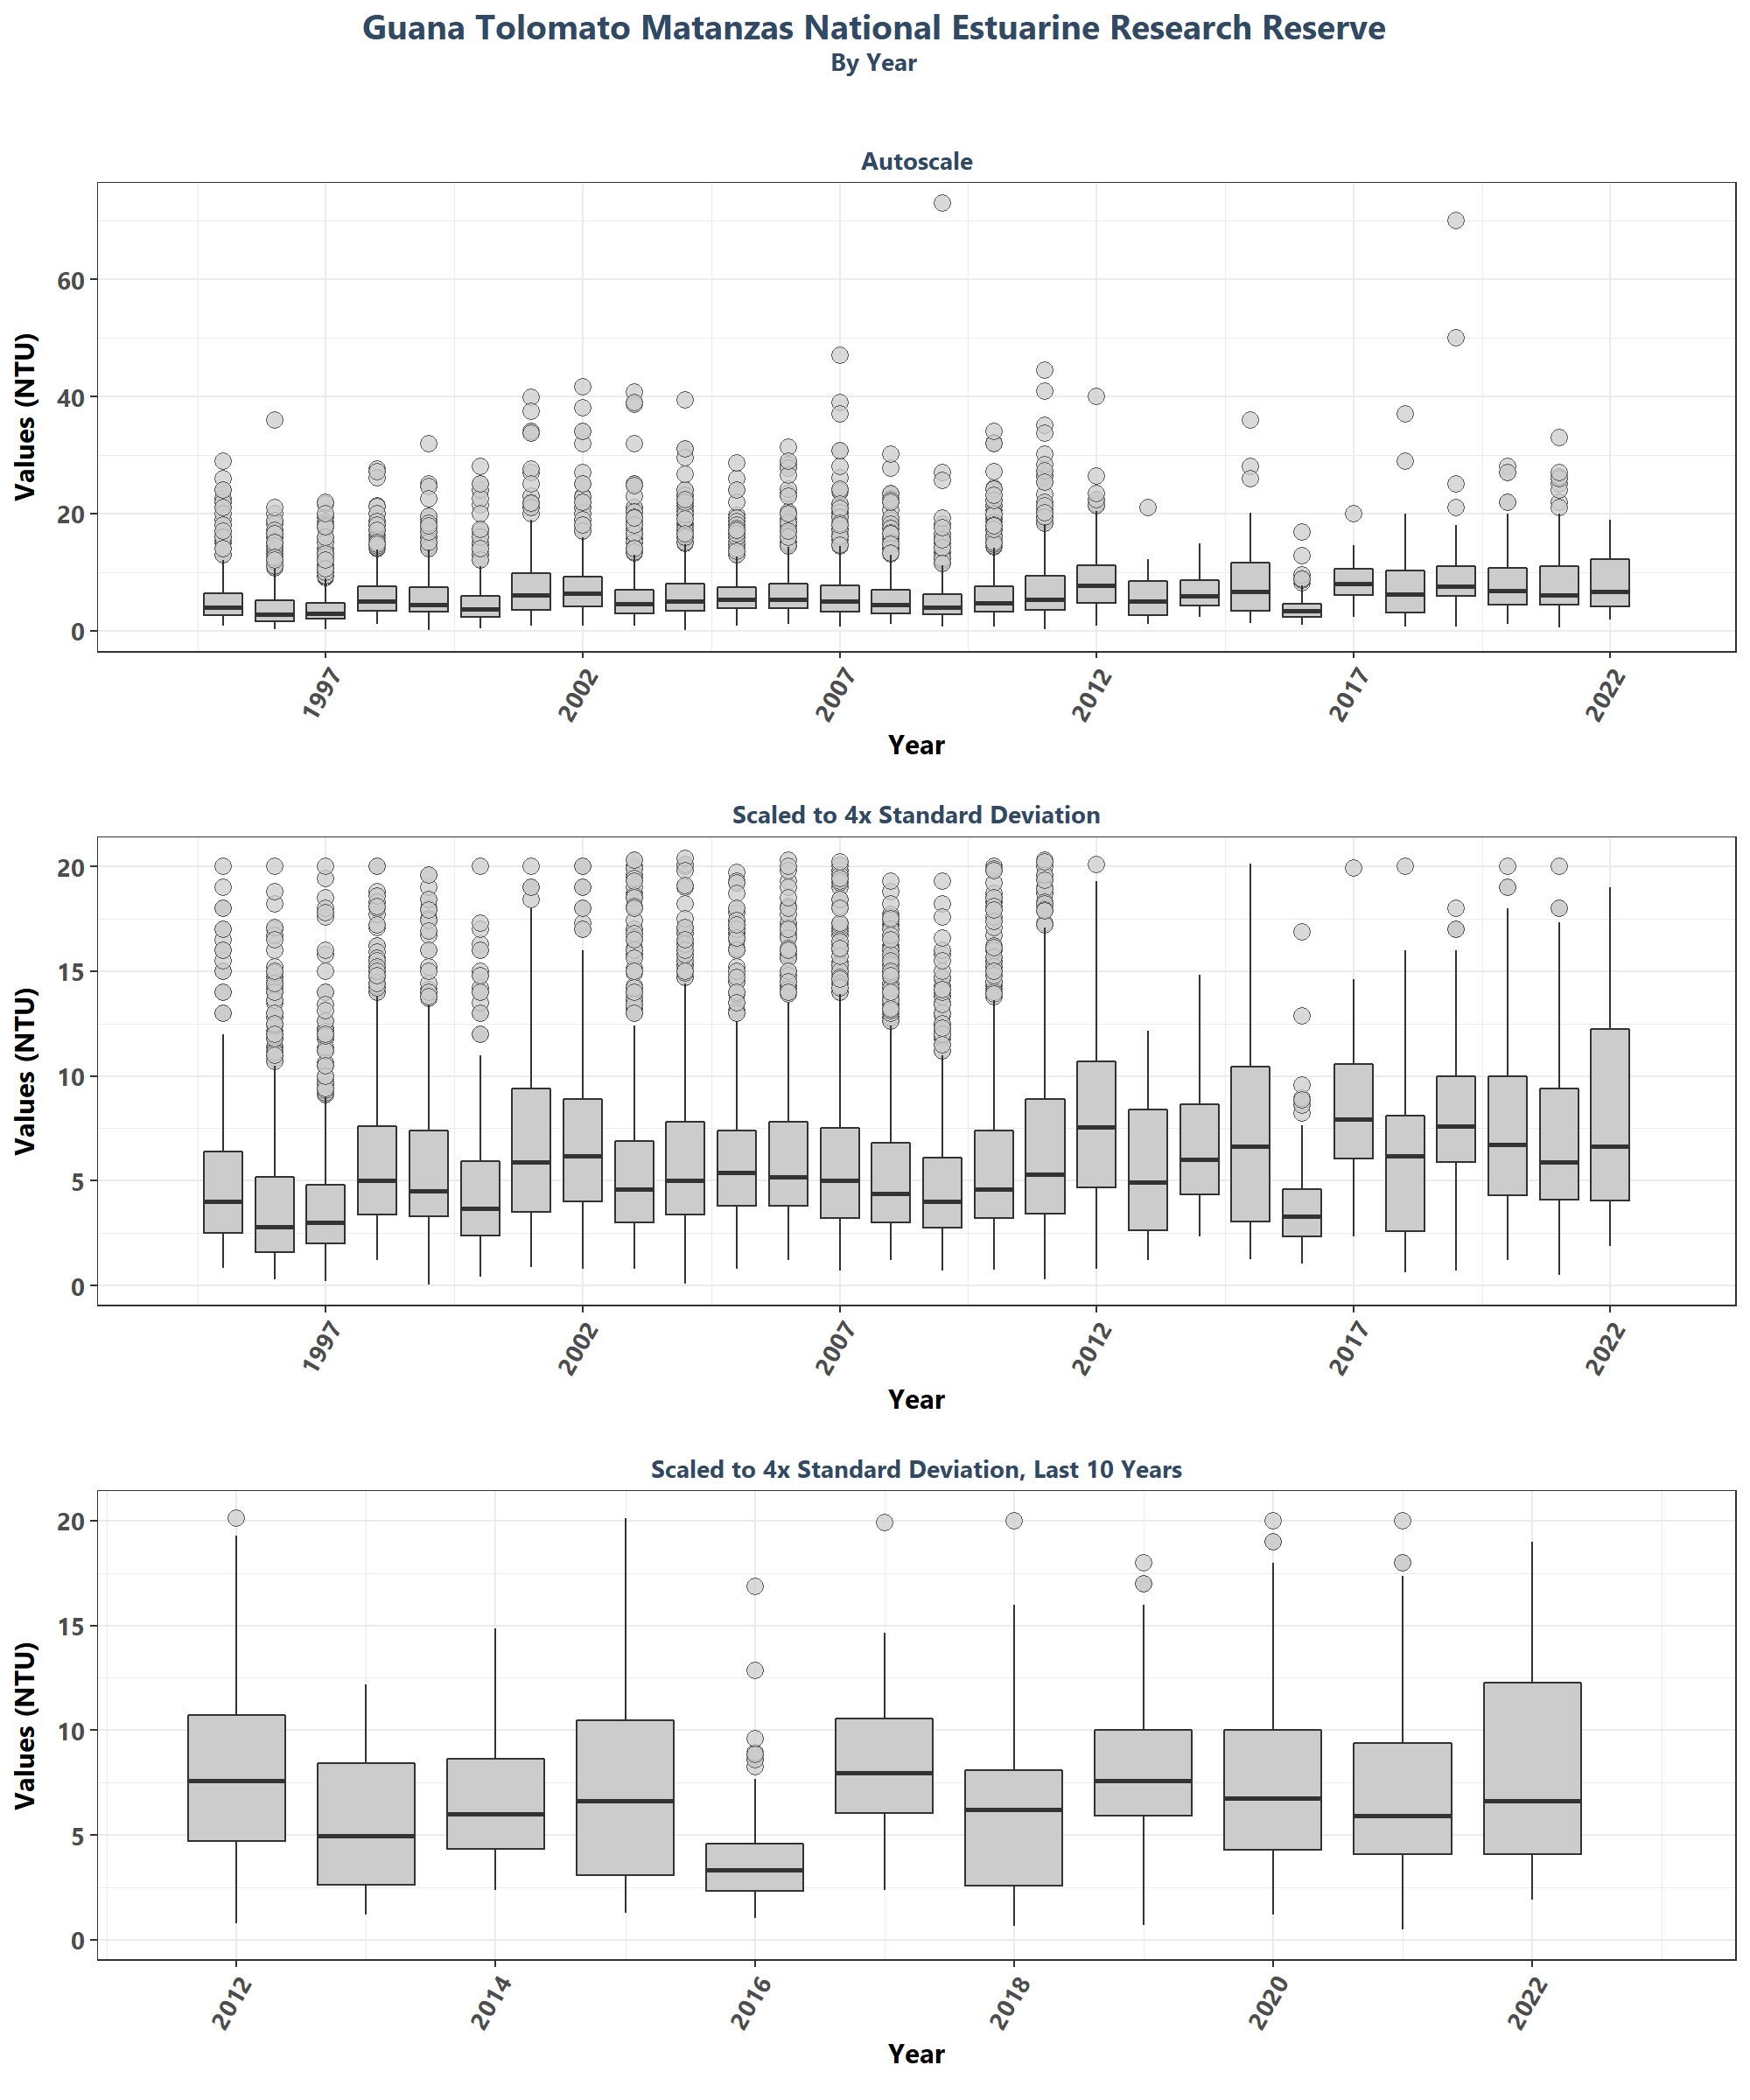 Guana Tolomato Matanzas National Estuarine Research Reserve
By Year
Autoscale
Values (NTU)
60
40
20
0
1997
2002
2007
2012
2017
2022
Year
Scaled to 4x Standard Deviation
Values (NTU)
20
15
10
5
0
1997
2002
2007
2012
2017
2022
Year
Scaled to 4x Standard Deviation, Last 10 Years
Values (NTU)
20
15
10
5
0
2012
2014
2016
2018
2020
2022
Year